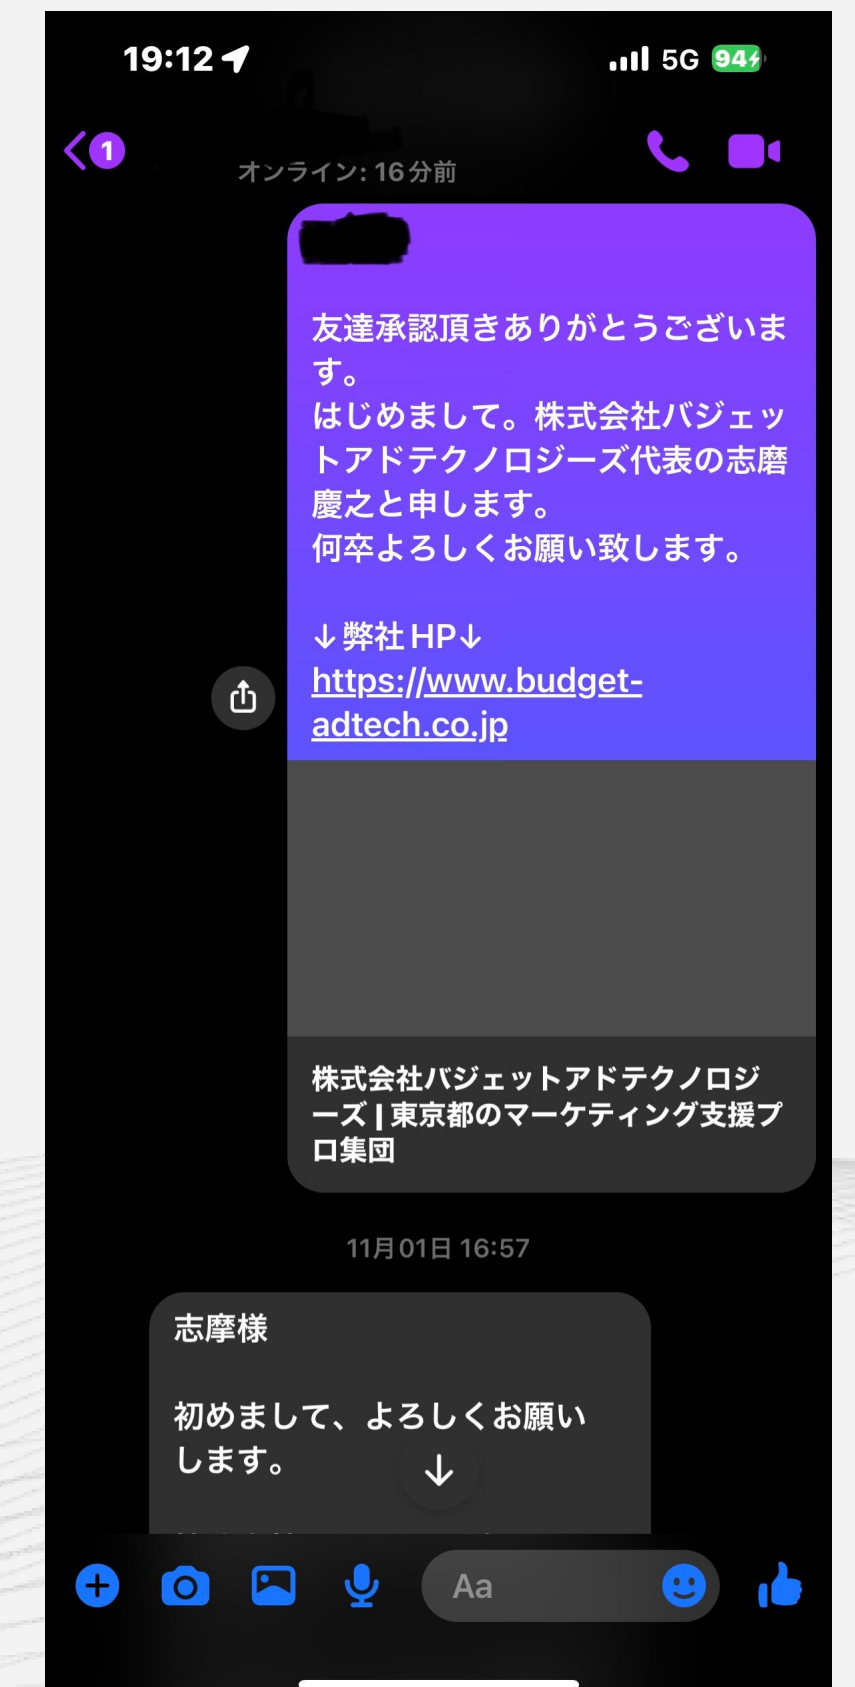 19:12
5G 94
1
オンライン: 16分前
友達承認頂きありがとうございま
す。
はじめまして。株式会社バジェッ
トアドテクノロジーズ代表の志磨
慶之と申します。
何卒よろしくお願い致します。
↓弊社HP↓
https://www.budget-
adtech.co.jp
株式会社バジェットアドテクノロジ
ーズ | 東京都のマーケティング支援プ
ロ集団
11月01日 16:57
志摩様
初めまして、よろしくお願い
します。
Aa